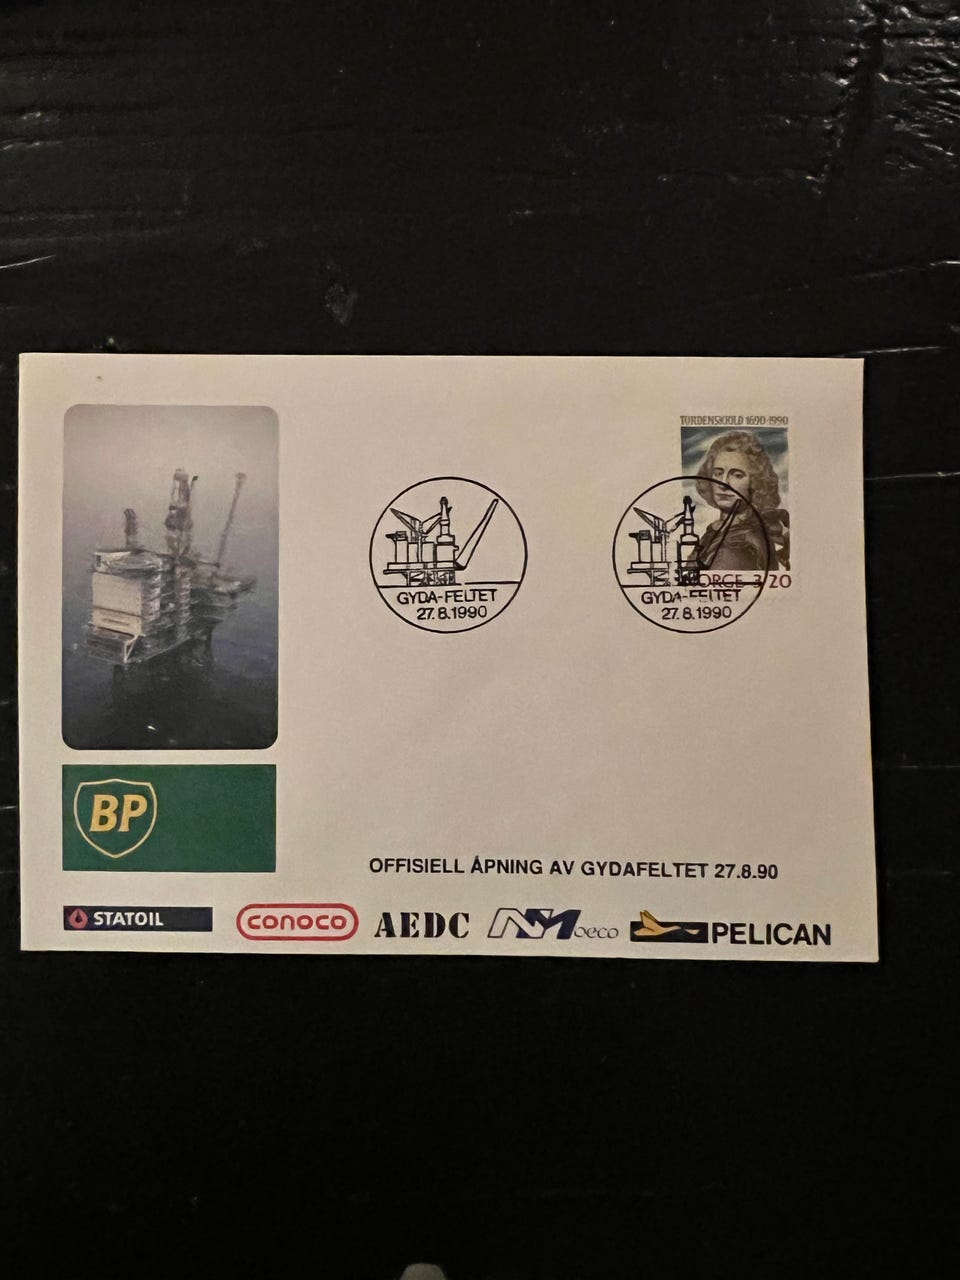 TORDENSKIOLD 1690-1990
NORGE 3 20
GYDA-FELTET
27.8.1990
GYDA-FELTET
27.8.1990
BP
OFFISIELL ÅPNING AV GYDAFELTET 27.8.90
STATOIL
conoco
AEDC
Moeco
PELICAN